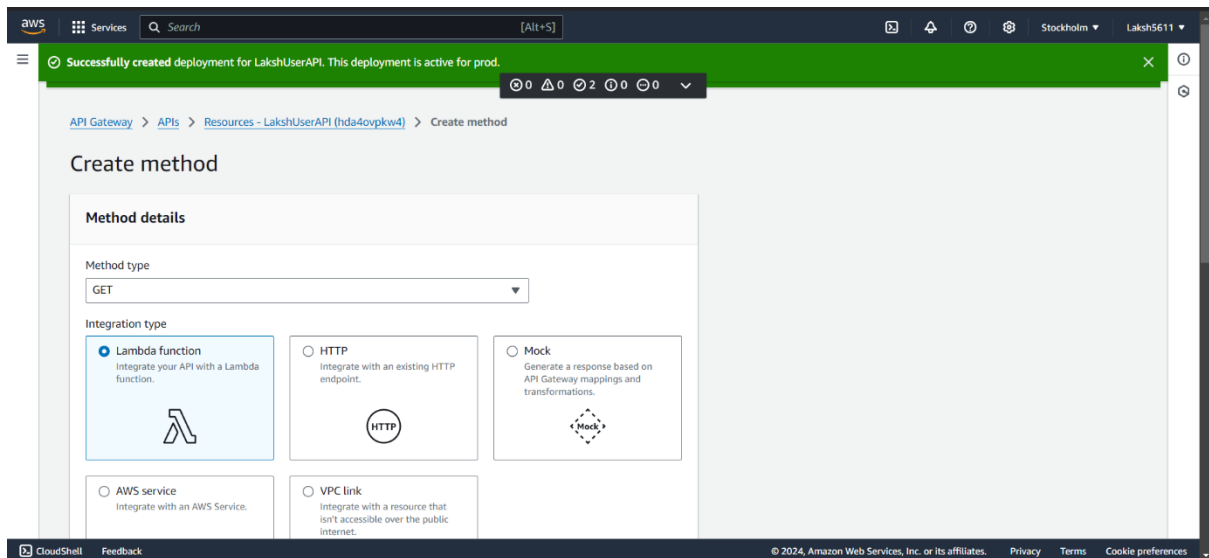 aws Services Search [Alt+S] Stockholm ▼ Laksh5611 ▼
Successfully created deployment for LakshUserAPI. This deployment is active for prod.
0 0 2 0 0
API Gateway > APIs > Resources - LakshUserAPI (hda4ovpkw4) > Create method
Create method
Method details
Method type
GET
Integration type
Lambda function
Integrate your API with a Lambda
function.
HTTP
Integrate with an existing HTTP
endpoint.
HTTP
Mock
Generate a response based on
API Gateway mappings and
transformations.
Mock
AWS service
Integrate with an AWS Service.
VPC link
Integrate with a resource that
isn't accessible over the public
internet.
CloudShell Feedback © 2024, Amazon Web Services, Inc. or its affiliates. Privacy Terms Cookie preferences